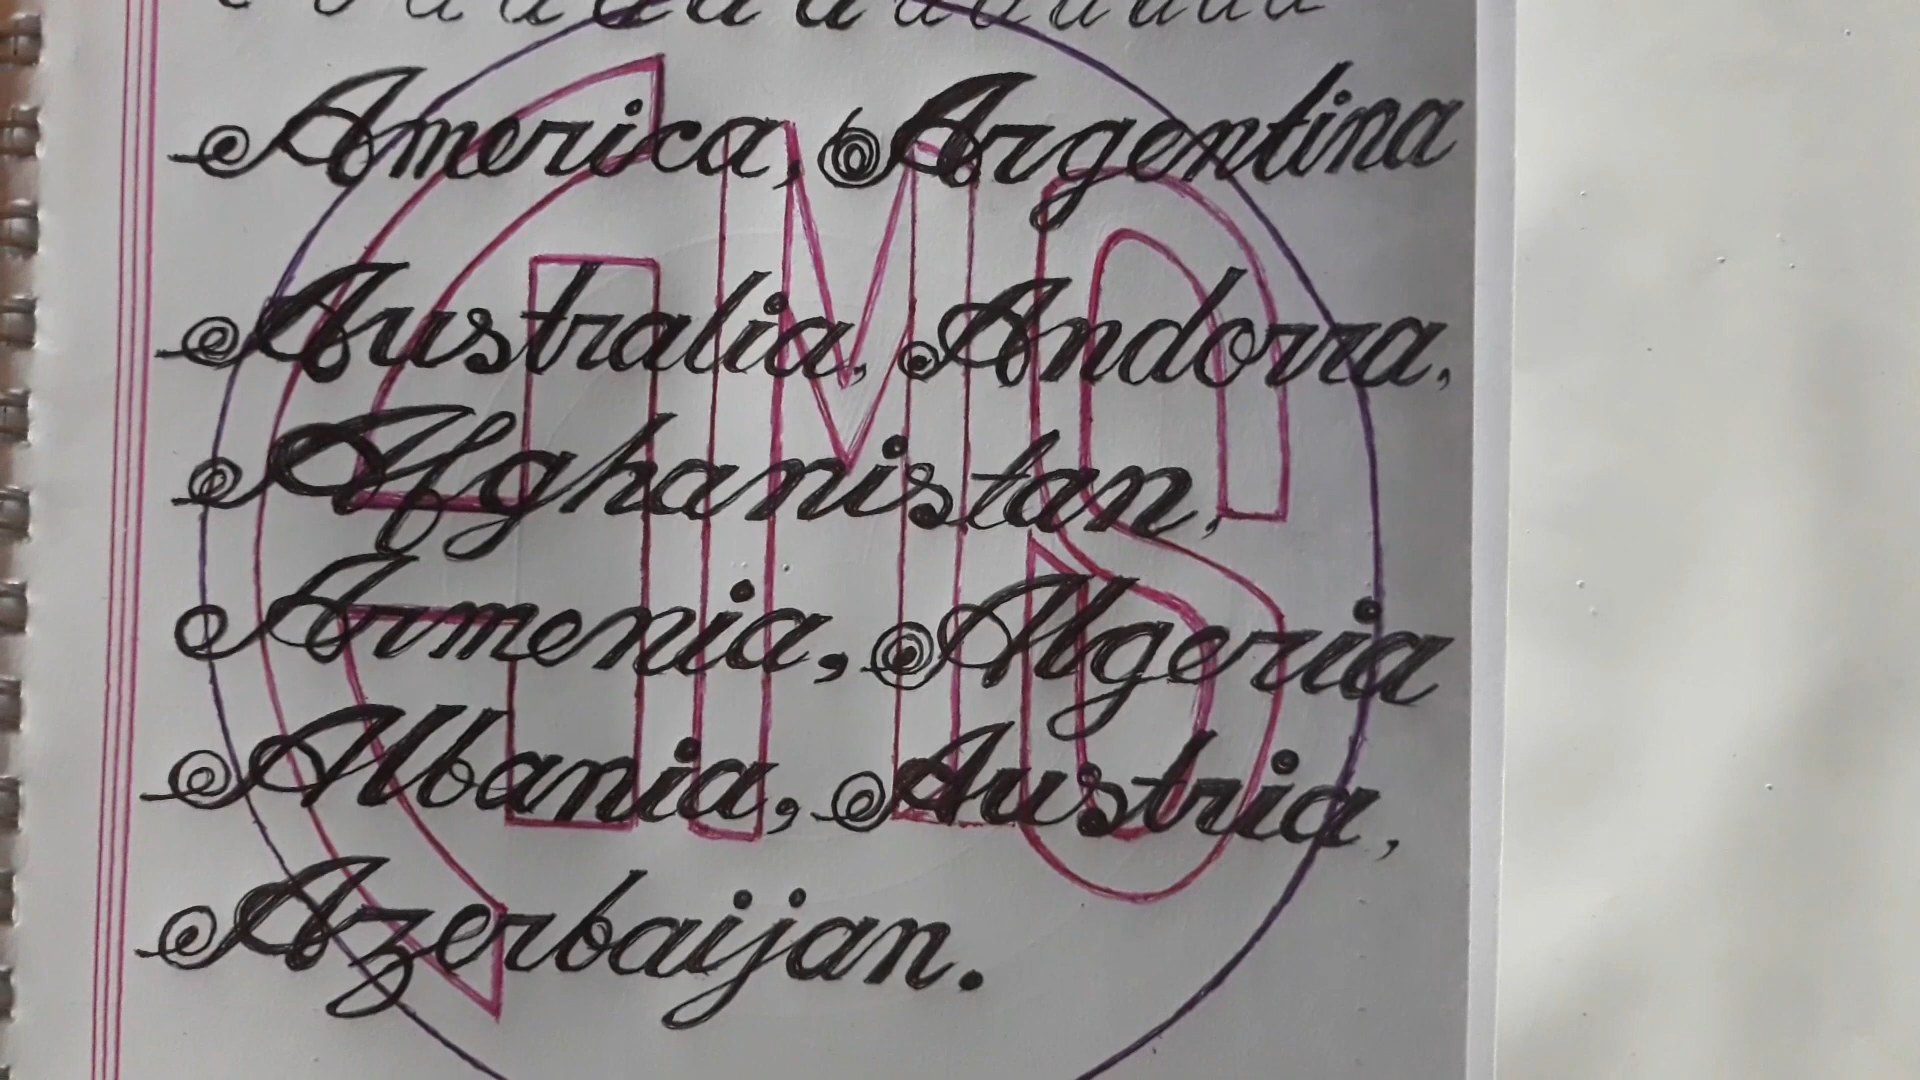 America, Argentina
Australia, Andorra,
Afghanistan,
Armenia, Algeria
Albania, Austria,
Azerbaijan.